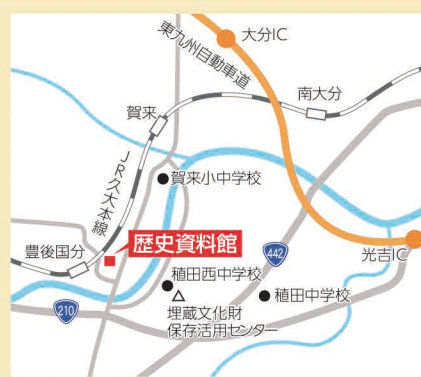 大分IC
東九州自動車道
南大分
賀来
JR久大本線
賀来小中学校
豊後国分
歴史資料館
442
光吉IC
稙田西中学校
稙田中学校
埋蔵文化財
保存活用センター
210